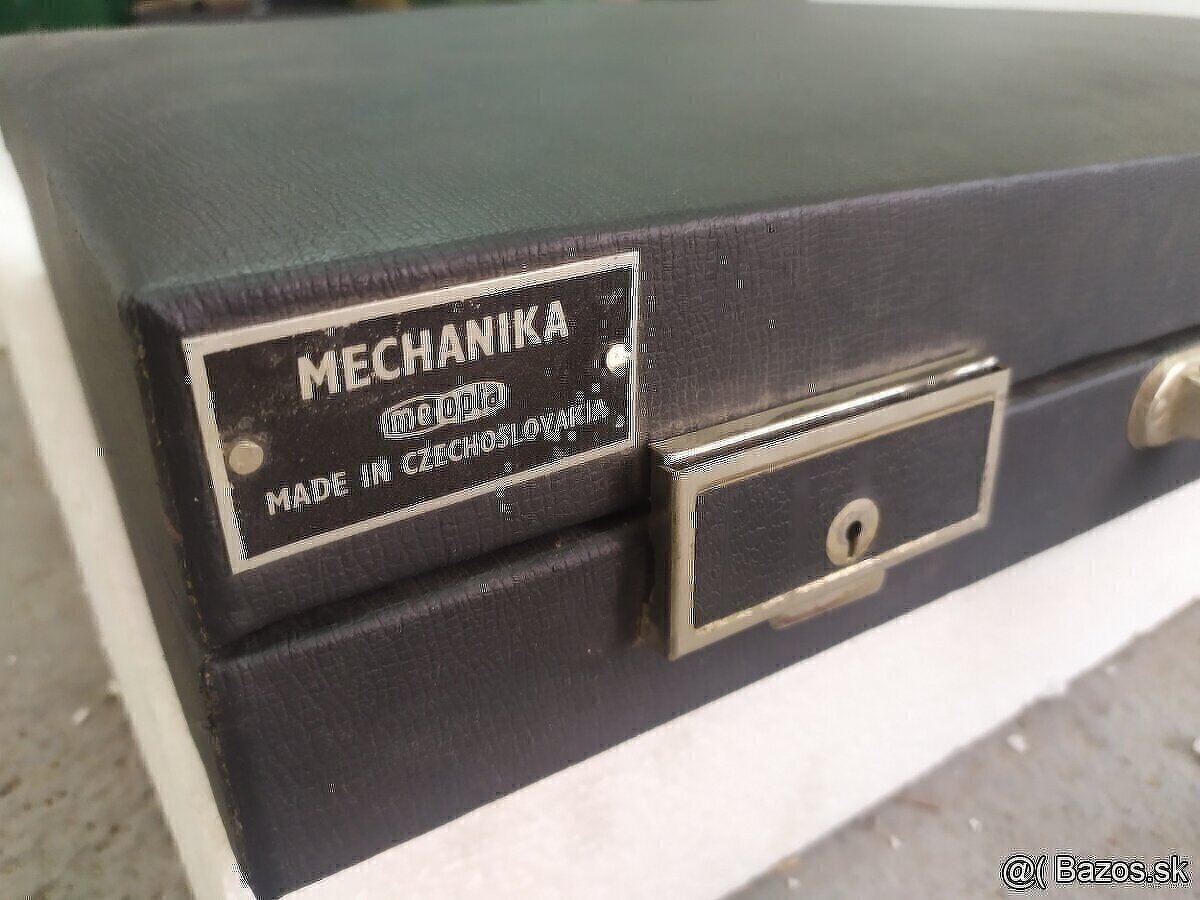 MECHANIKA
meopta
MADE IN CZECHOSLOVAKIA
@( Bazos.sk